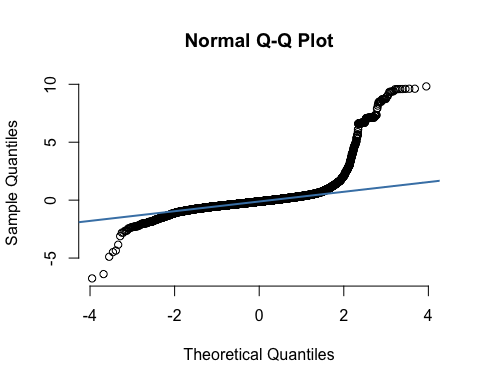 Normal Q-Q Plot
Sample Quantiles
10
5
0
-5
-4 -2 0 2 4
Theoretical Quantiles